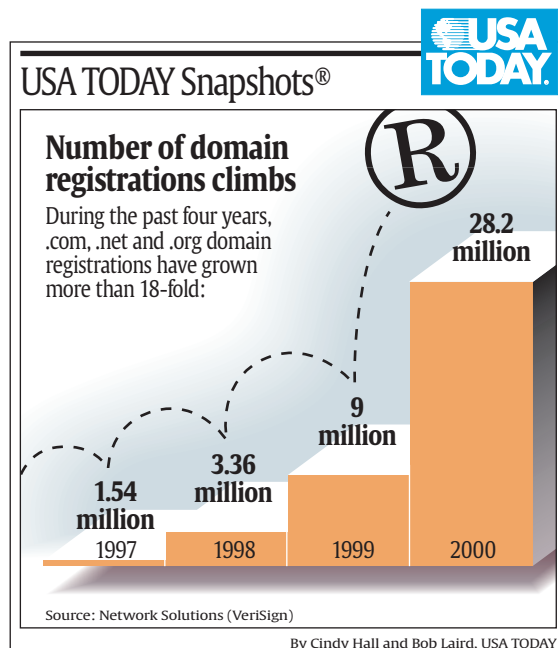 USA
TODAY.
USA TODAY Snapshots®
R
Number of domain
registrations climbs
During the past four years,
.com, .net and .org domain
registrations have grown
more than 18-fold:
28.2
million
9
million
3.36
million
1.54
million
1997
1998
1999
2000
Source: Network Solutions (VeriSign)
By Cindy Hall and Bob Laird, USA TODAY